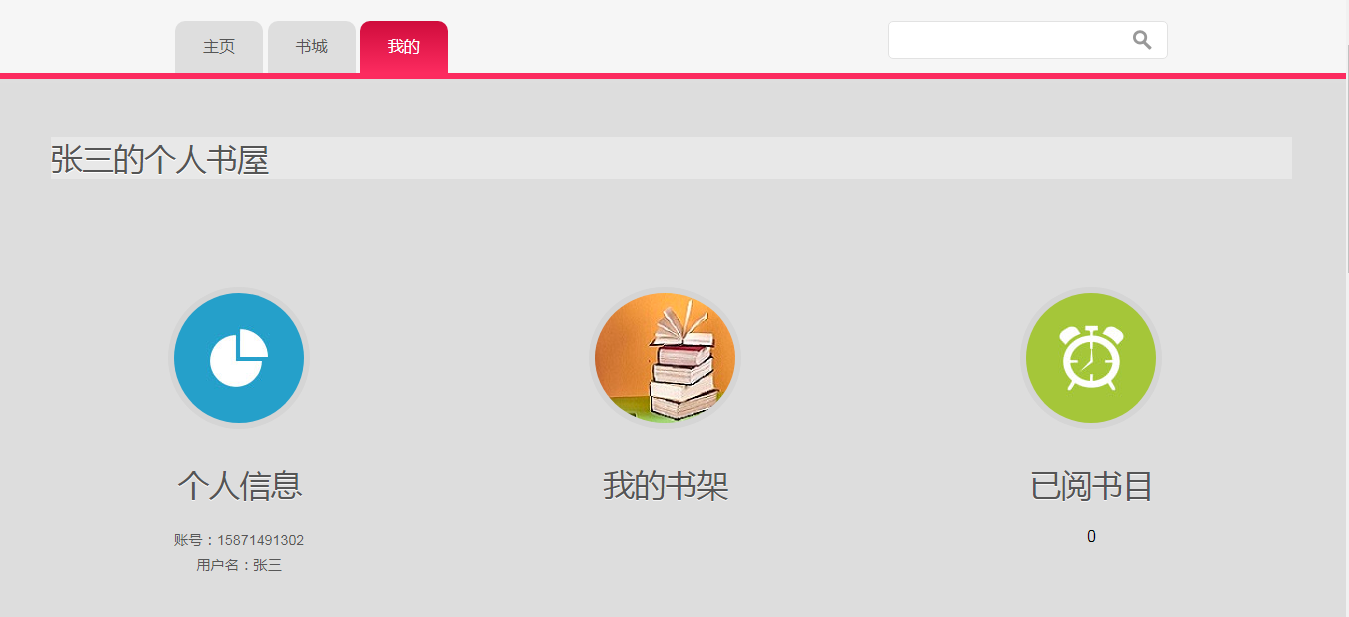 主页
书城
我的
张三的个人书屋
个人信息
我的书架
已阅书目
账号：15871491302
0
用户名：张三